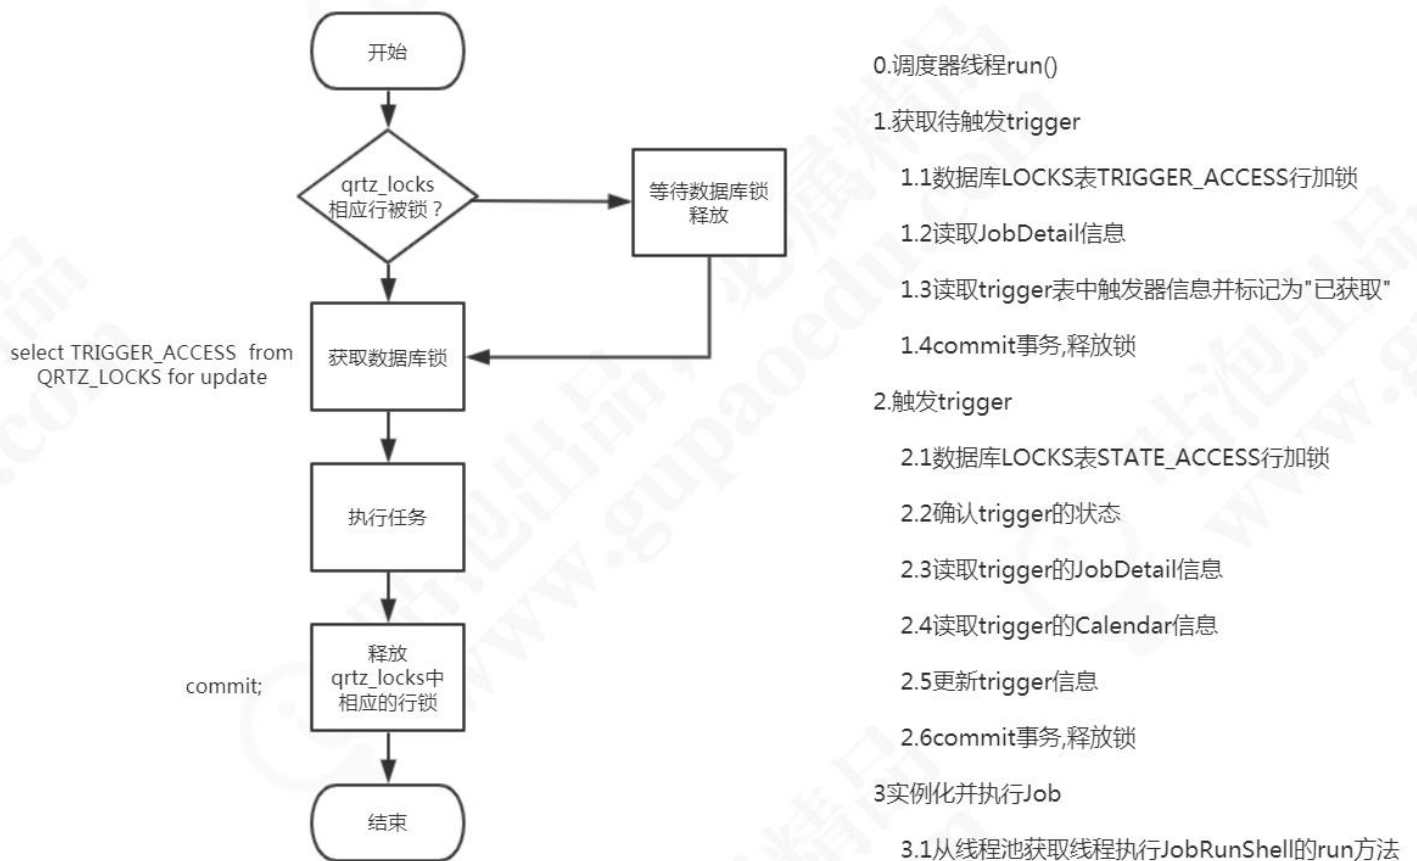 开始
qrtz_locks
相应行被锁？
等待数据库锁
释放
select TRIGGER_ACCESS from
QRTZ_LOCKS for update
获取数据库锁
执行任务
commit;
释放
qrtz_locks中
相应的行锁
结束
0.调度器线程run()
1.获取待触发trigger
1.1数据库LOCKS表TRIGGER_ACCESS行加锁
1.2读取JobDetail信息
1.3读取trigger表中触发器信息并标记为"已获取"
1.4commit事务,释放锁
2.触发trigger
2.1数据库LOCKS表STATE_ACCESS行加锁
2.2确认trigger的状态
2.3读取trigger的JobDetail信息
2.4读取trigger的Calendar信息
2.5更新trigger信息
2.6commit事务,释放锁
3实例化并执行Job
3.1从线程池获取线程执行JobRunShell的run方法
咕泡出品，必属精品
www.gupaoedu.com